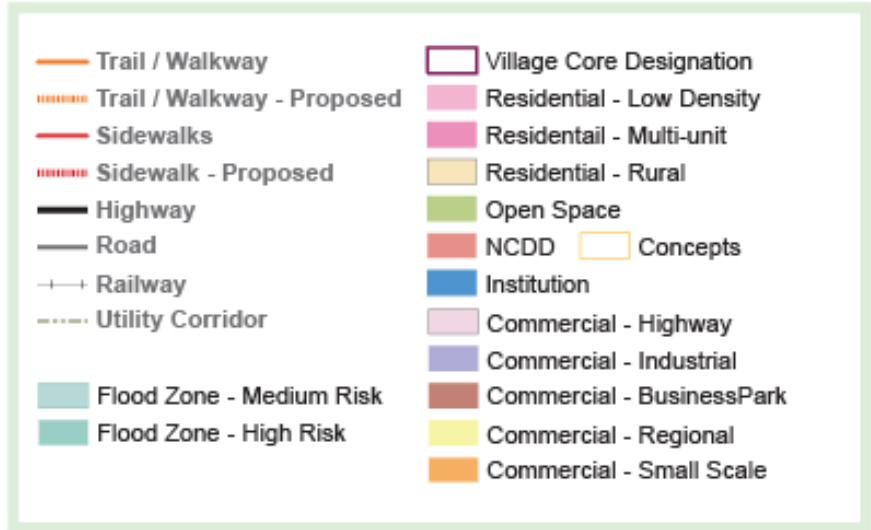 Trail / Walkway
Trail / Walkway - Proposed
Sidewalks
Sidewalk - Proposed
Highway
Road
Railway
Utility Corridor
Flood Zone - Medium Risk
Flood Zone - High Risk
Village Core Designation
Residential - Low Density
Residentail - Multi-unit
Residential - Rural
Open Space
NCDD Concepts
Institution
Commercial - Highway
Commercial - Industrial
Commercial - BusinessPark
Commercial - Regional
Commercial - Small Scale